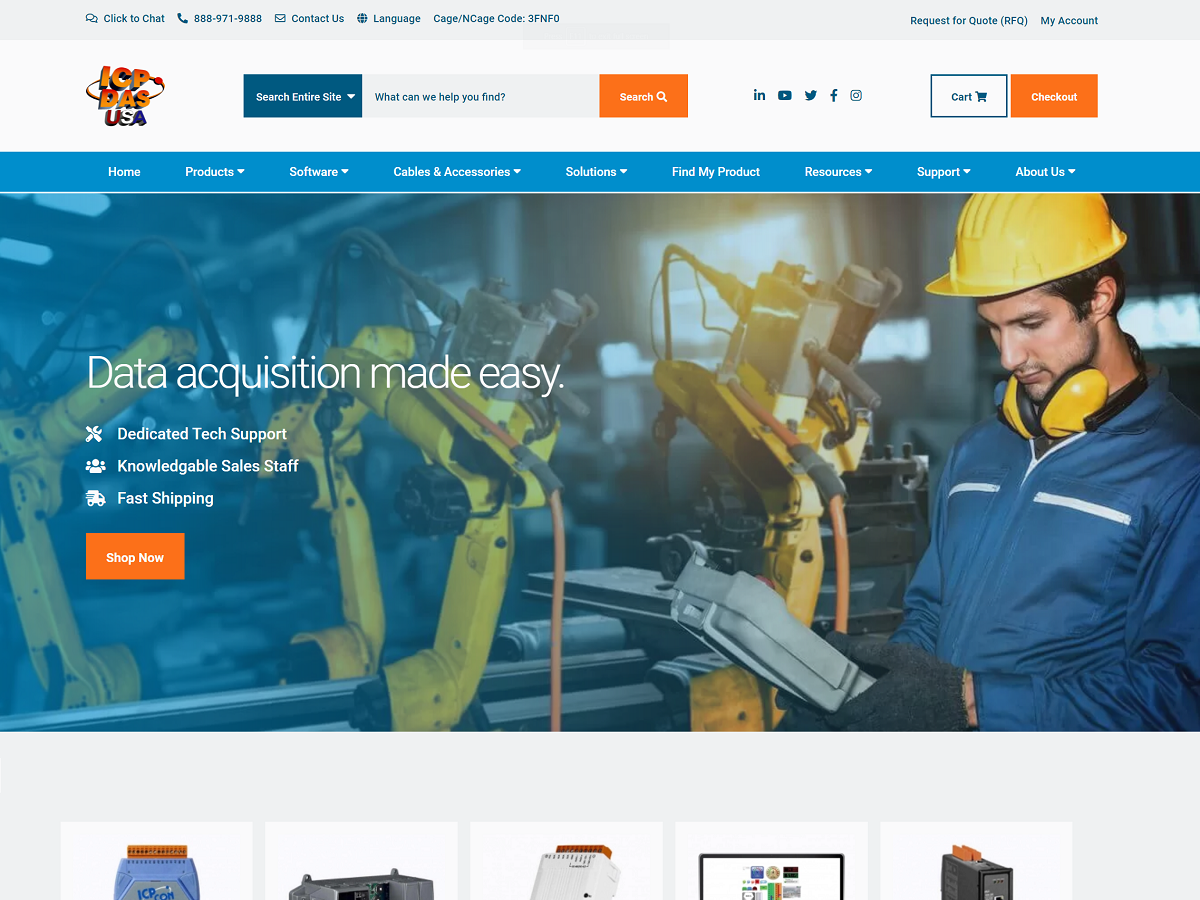 Click to Chat 888-971-9888 Contact Us Language Cage/NCage Code: 3FNF0 Request for Quote (RFQ) My Account
ICP
DAS
USA
Search Entire Site What can we help you find? Search Cart Checkout
Home Products Software Cables & Accessories Solutions Find My Product Resources Support About Us
Data acquisition made easy.
Dedicated Tech Support
Knowledgable Sales Staff
Fast Shipping
Shop Now
ICP
CON